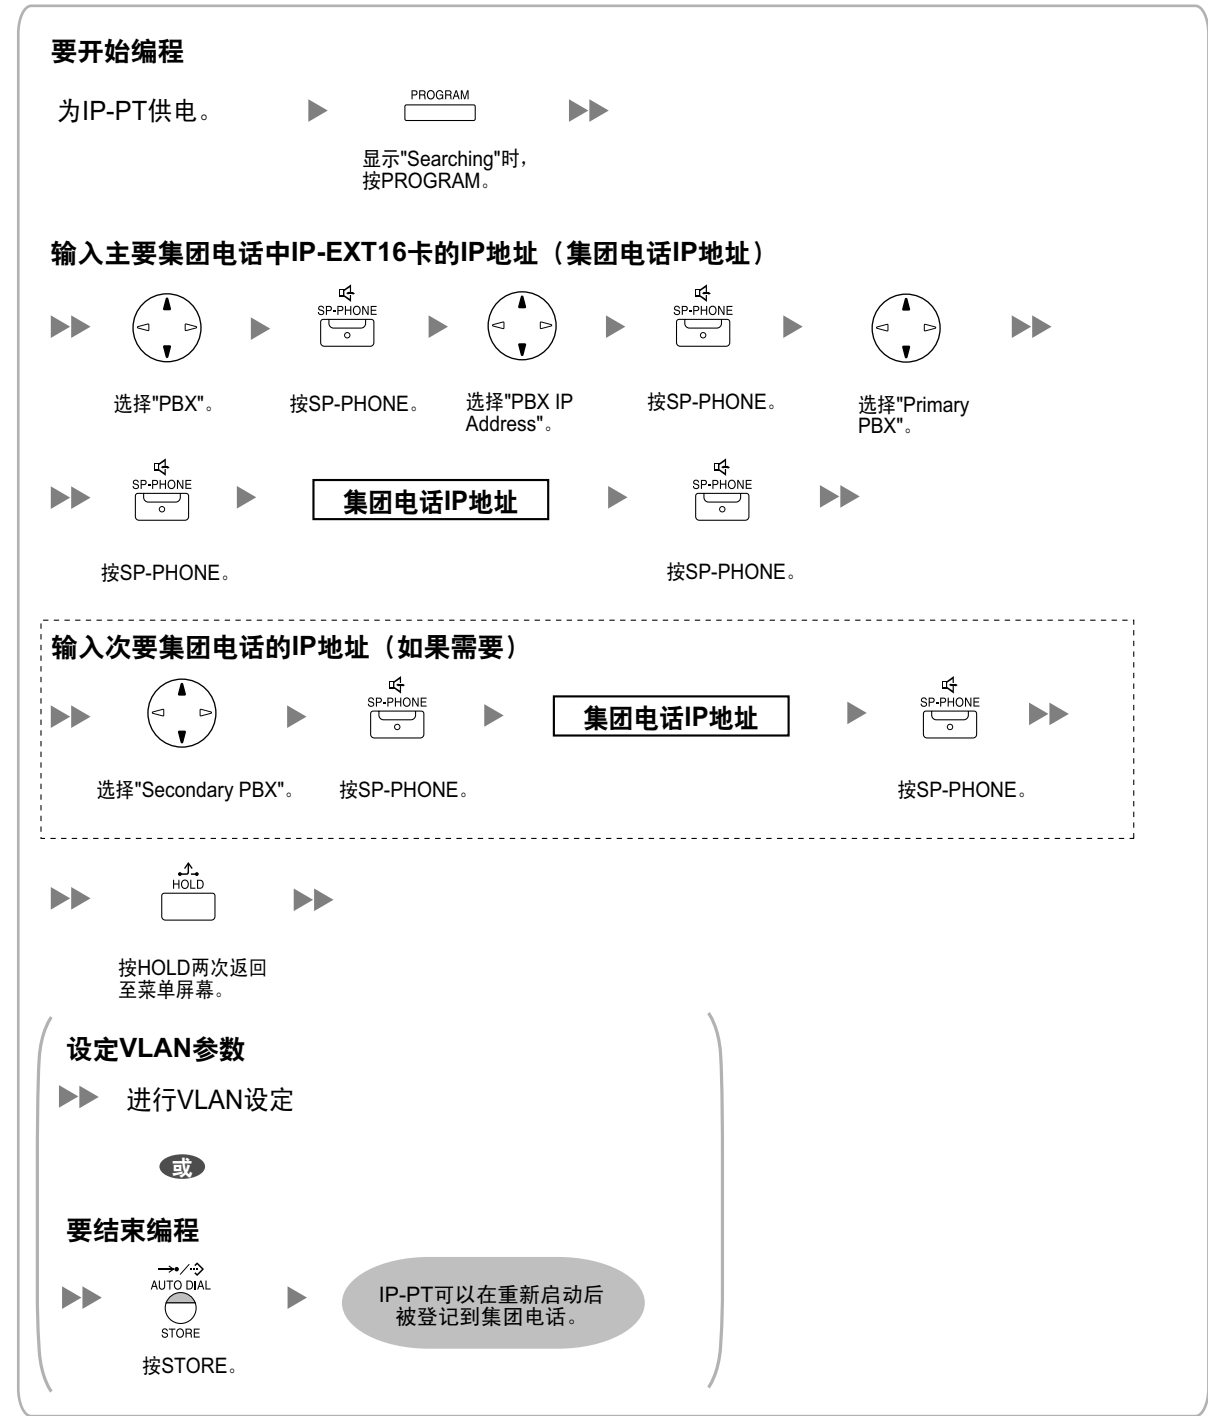 要开始编程
为IP-PT供电。
PROGRAM
显示"Searching"时，
按PROGRAM。
输入主要集团电话中IP-EXT16卡的IP地址（集团电话IP地址）
SP-PHONE
SP-PHONE
选择"PBX"。
按SP-PHONE。
选择"PBX IP
Address"。
按SP-PHONE。
选择"Primary
PBX"。
SP-PHONE
集团电话IP地址
SP-PHONE
按SP-PHONE。
按SP-PHONE。
输入次要集团电话的IP地址（如果需要）
SP-PHONE
集团电话IP地址
SP-PHONE
选择"Secondary PBX"。
按SP-PHONE。
按SP-PHONE。
HOLD
按HOLD两次返回
至菜单屏幕。
设定VLAN参数
进行VLAN设定
或
要结束编程
AUTO DIAL
STORE
按STORE。
IP-PT可以在重新启动后
被登记到集团电话。